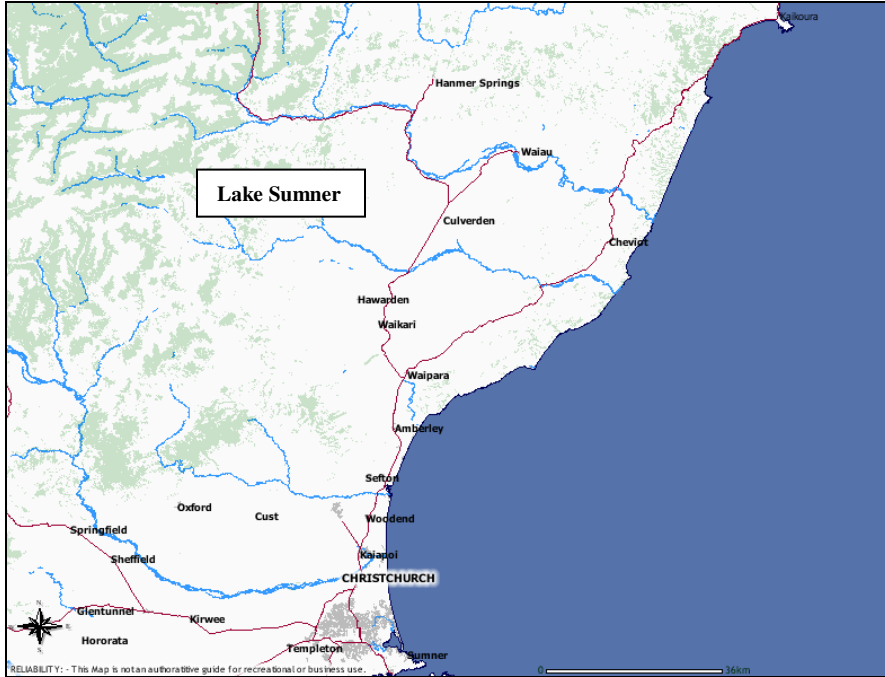 Kaikoura
Hanmer Springs
Waiau
Lake Sumner
Culverden
Cheviot
Hawarden
Waikari
Waipara
Amberley
Sefton
Oxford
Cust
Woodend
Springfield
Kaiapoi
Sheffield
CHRISTCHURCH
N
Glentunnel
Kirwee
E
S
Hororata
Templeton
Sumner
RELIABILITY: - This Map is not an authoratitive guide for recreational or business use.
0 36km